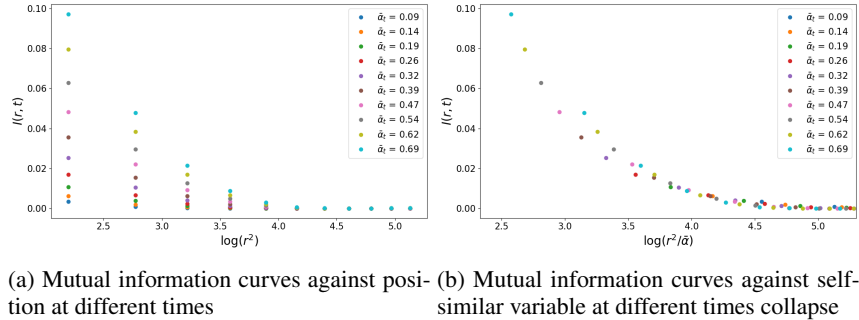 0.10
0.08
0.06
0.04
0.02
0.00
I(r, t)
2.5
3.0
3.5
4.0
4.5
5.0
log(r²)
ᾱₜ = 0.09
ᾱₜ = 0.14
ᾱₜ = 0.19
ᾱₜ = 0.26
ᾱₜ = 0.32
ᾱₜ = 0.39
ᾱₜ = 0.47
ᾱₜ = 0.54
ᾱₜ = 0.62
ᾱₜ = 0.69
(a) Mutual information curves against posi-
tion at different times
0.10
0.08
0.06
0.04
0.02
0.00
I(r, t)
2.5
3.0
3.5
4.0
4.5
5.0
log(r²/ᾱ)
ᾱₜ = 0.09
ᾱₜ = 0.14
ᾱₜ = 0.19
ᾱₜ = 0.26
ᾱₜ = 0.32
ᾱₜ = 0.39
ᾱₜ = 0.47
ᾱₜ = 0.54
ᾱₜ = 0.62
ᾱₜ = 0.69
(b) Mutual information curves against self-
similar variable at different times collapse